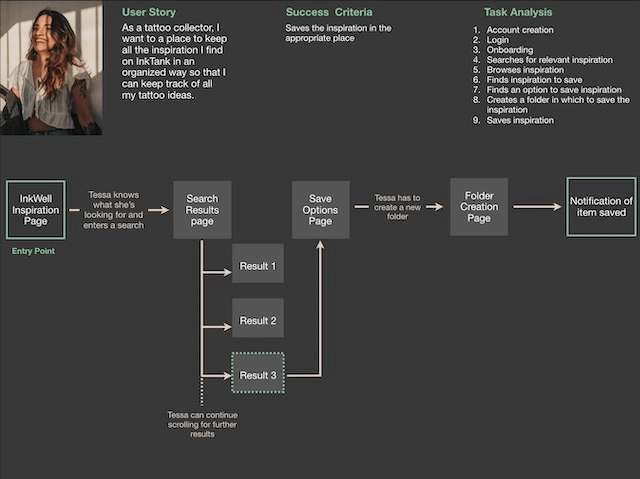 User Story
As a tattoo collector, I
want to a place to keep
all the inspiration I find
on InkTank in an
organized way so that I
can keep track of all
my tattoo ideas.
Success Criteria
Saves the inspiration in the
appropriate place
Task Analysis
1. Account creation
2. Login
3. Onboarding
4. Searches for relevant inspiration
5. Browses inspiration
6. Finds inspiration to save
7. Finds an option to save inspiration
8. Creates a folder in which to save the
inspiration
9. Saves inspiration
InkWell
Inspiration
Page
Entry Point
Tessa knows
what she's
looking for and
enters a search
Search
Results
page
Result 1
Result 2
Result 3
Tessa can continue
scrolling for further
results
Save
Options
Page
Tessa has to
create a new
folder
Folder
Creation
Page
Notification of
item saved